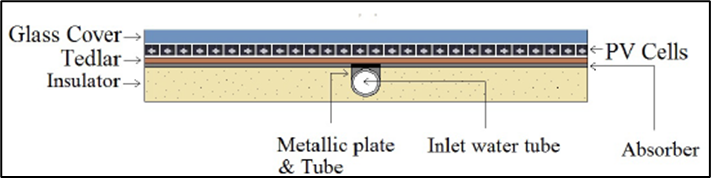 Glass Cover
PV Cells
Tedlar
Insulator
Metallic plate
& Tube
Inlet water tube
Absorber